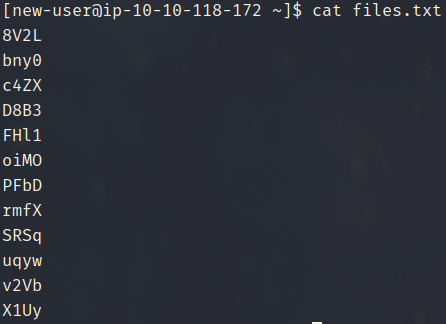 [new-user@ip-10-10-118-172 ~]$ cat files.txt
8V2L
bny0
c4ZX
D8B3
FHl1
oiMO
PFbD
rmfX
SRSq
uqyw
v2Vb
X1Uy